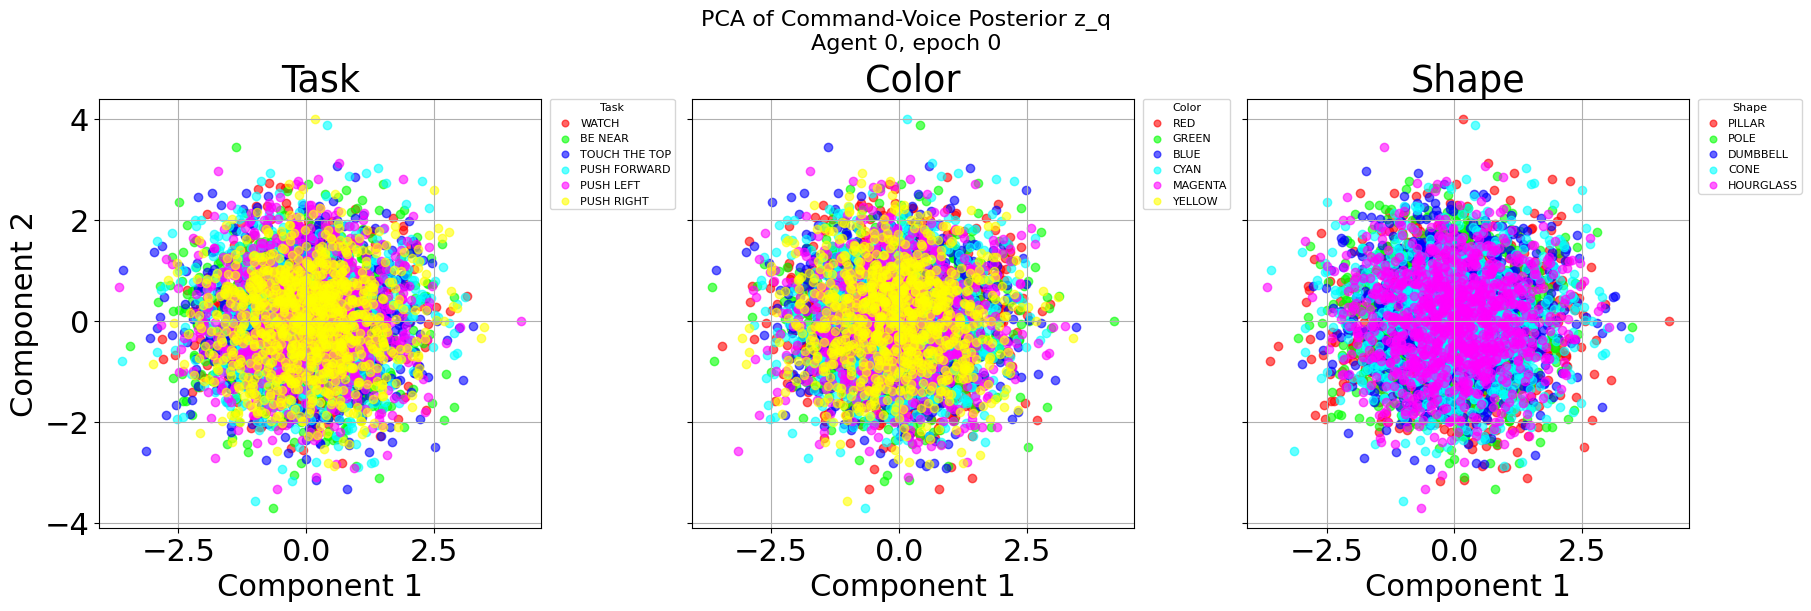 PCA of Command-Voice Posterior z_q
Agent 0, epoch 0
Task
Color
Shape
Task
WATCH
BE NEAR
TOUCH THE TOP
PUSH FORWARD
PUSH LEFT
PUSH RIGHT
Color
RED
GREEN
BLUE
CYAN
MAGENTA
YELLOW
Shape
PILLAR
POLE
DUMBBELL
CONE
HOURGLASS
Component 2
4
2
0
−2
−4
−2.5 0.0 2.5
−2.5 0.0 2.5
−2.5 0.0 2.5
Component 1
Component 1
Component 1